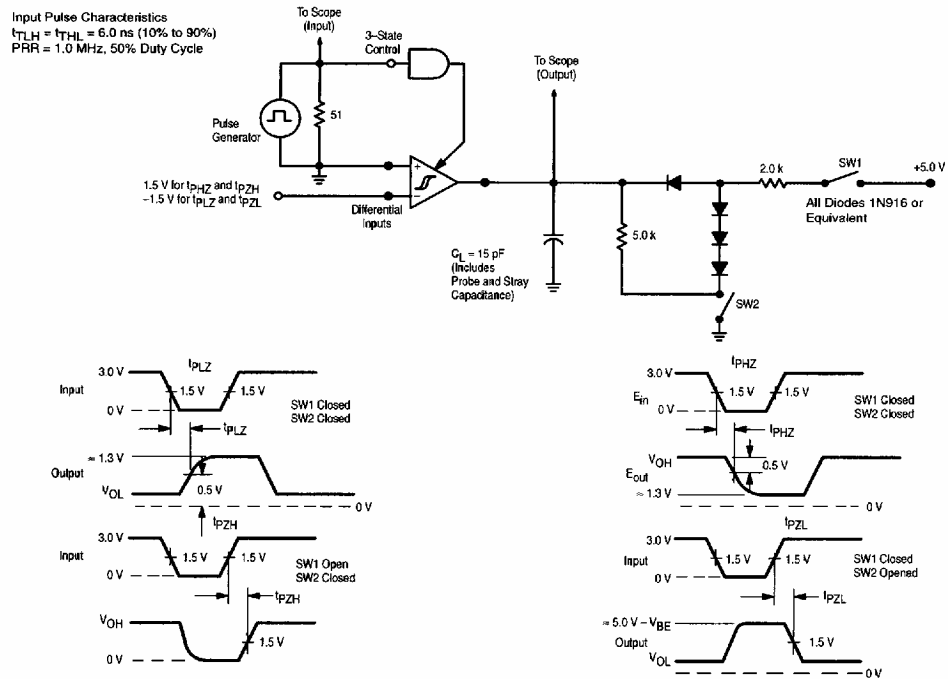 Input Pulse Characteristics
tTLH = tTHL = 6.0 ns (10% to 90%)
PRR = 1.0 MHz, 50% Duty Cycle
To Scope
(Input)
3–State
Control
To Scope
(Output)
Pulse
Generator
51
1.5 V for tPHZ and tPZH
–1.5 V for tPLZ and tPZL
+
–
Differential
Inputs
CL = 15 pF
(Includes
Probe and Stray
Capacitance)
5.0 k
2.0 k
SW1
+5.0 V
All Diodes 1N916 or
Equivalent
SW2
tPLZ
3.0 V
Input
1.5 V
1.5 V
0 V
SW1 Closed
SW2 Closed
tPLZ
≈ 1.3 V
Output
0.5 V
VOL
0 V
tPZH
3.0 V
Input
1.5 V
1.5 V
0 V
SW1 Open
SW2 Closed
tPZH
VOH
1.5 V
0 V
tPHZ
3.0 V
Ein
1.5 V
1.5 V
0 V
SW1 Closed
SW2 Closed
tPHZ
VOH
Eout
0.5 V
≈ 1.3 V
0 V
tPZL
3.0 V
Input
1.5 V
1.5 V
0 V
SW1 Closed
SW2 Opened
tPZL
≈ 5.0 V – VBE
Output
1.5 V
VOL
0 V